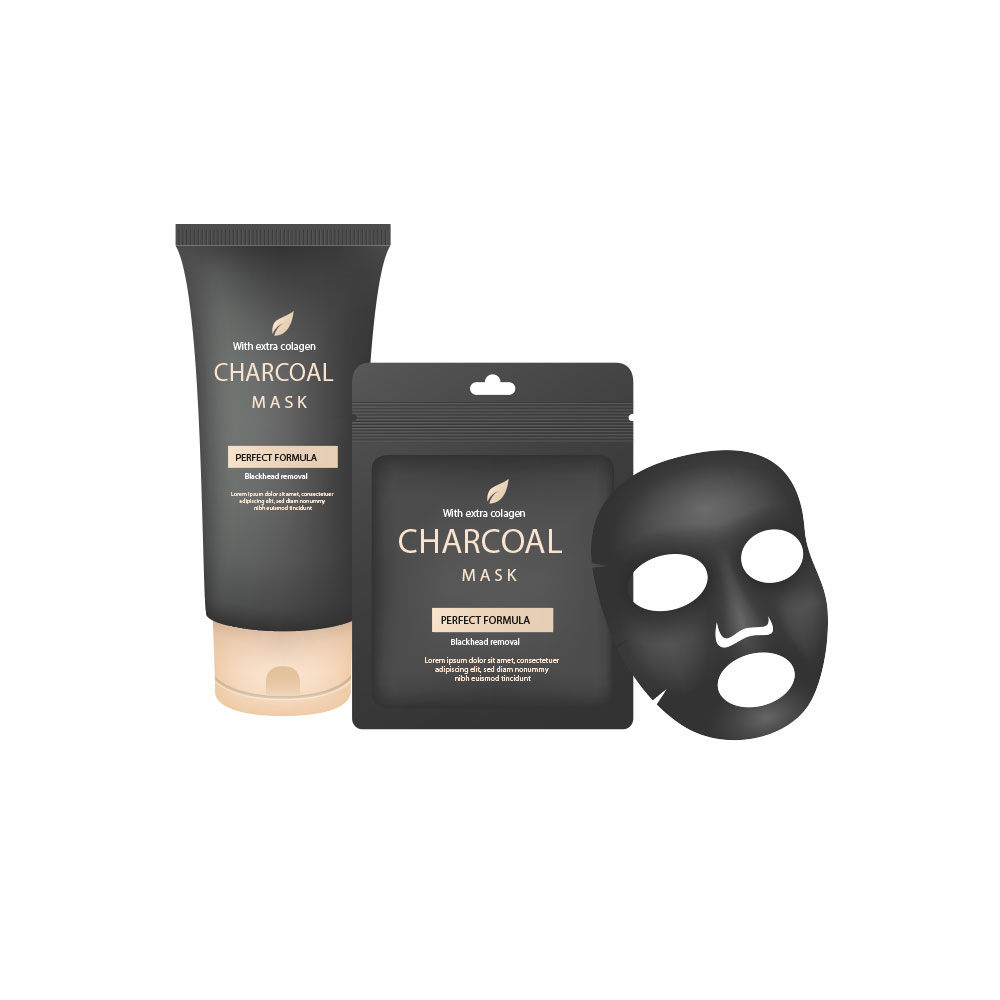 With extra colagen
CHARCOAL
MASK
PERFECT FORMULA
Blackhead removal
Lorem ipsum dolor sit amet, consectetuer
adipiscing elit, sed diam nonummy
nibh euismod tincidunt
With extra colagen
CHARCOAL
MASK
PERFECT FORMULA
Blackhead removal
Lorem ipsum dolor sit amet, consectetuer
adipiscing elit, sed diam nonummy
nibh euismod tincidunt